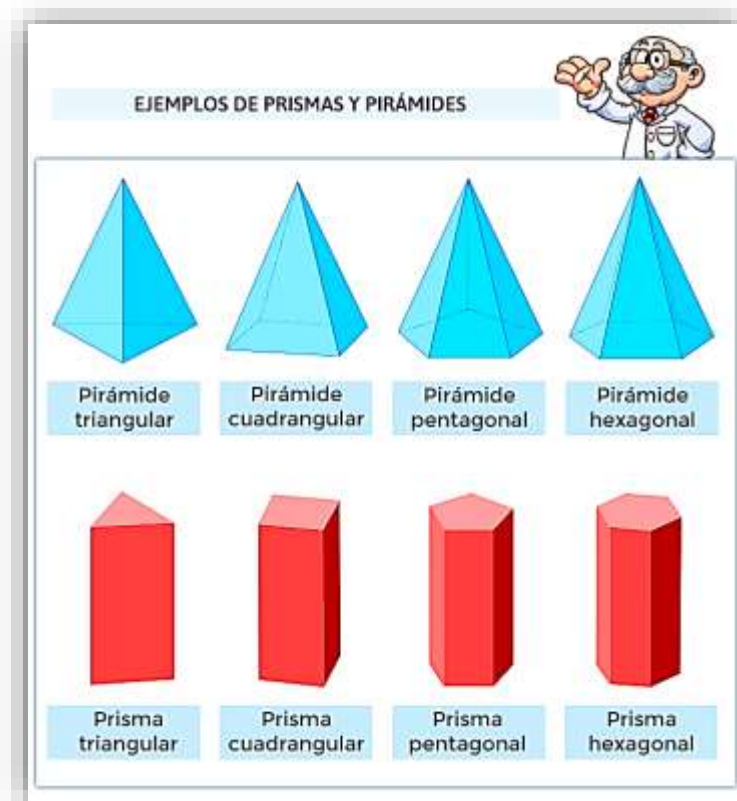 EJEMPLOS DE PRISMAS Y PIRÁMIDES
Pirámide
triangular
Pirámide
cuadrangular
Pirámide
pentagonal
Pirámide
hexagonal
Prisma
triangular
Prisma
cuadrangular
Prisma
pentagonal
Prisma
hexagonal